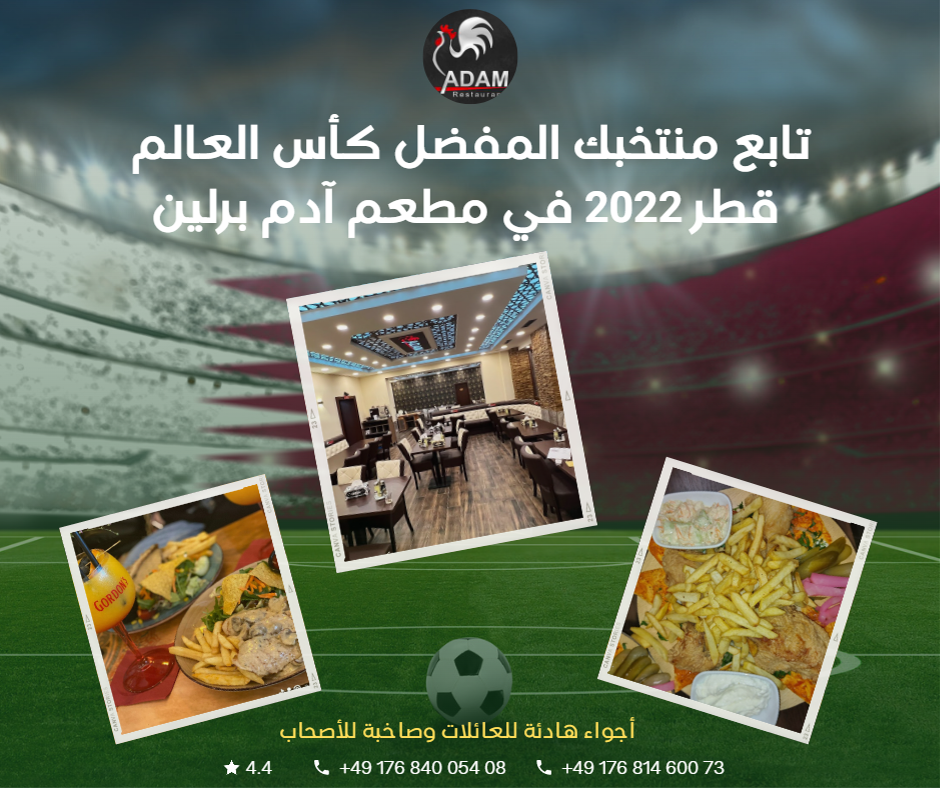 ADAM
Restaurant
تابع منتخبك المفضل كأس العالم
قطر 2022 في مطعم آدم برلين
GORDON'S
أجواء هادئة للعائلات وصاخبة للأصحاب
4.4
+49 176 840 054 08
+49 176 814 600 73